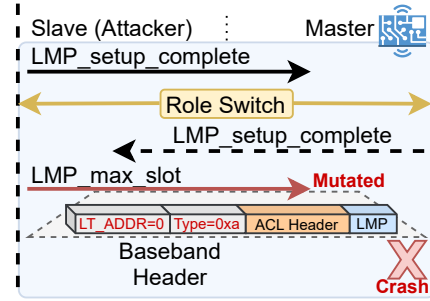 Slave (Attacker) Master
LMP_setup_complete
Role Switch
LMP_setup_complete
LMP_max_slot
Mutated
LT_ADDR=0 Type=0xa ACL Header LMP
Baseband
Header
Crash